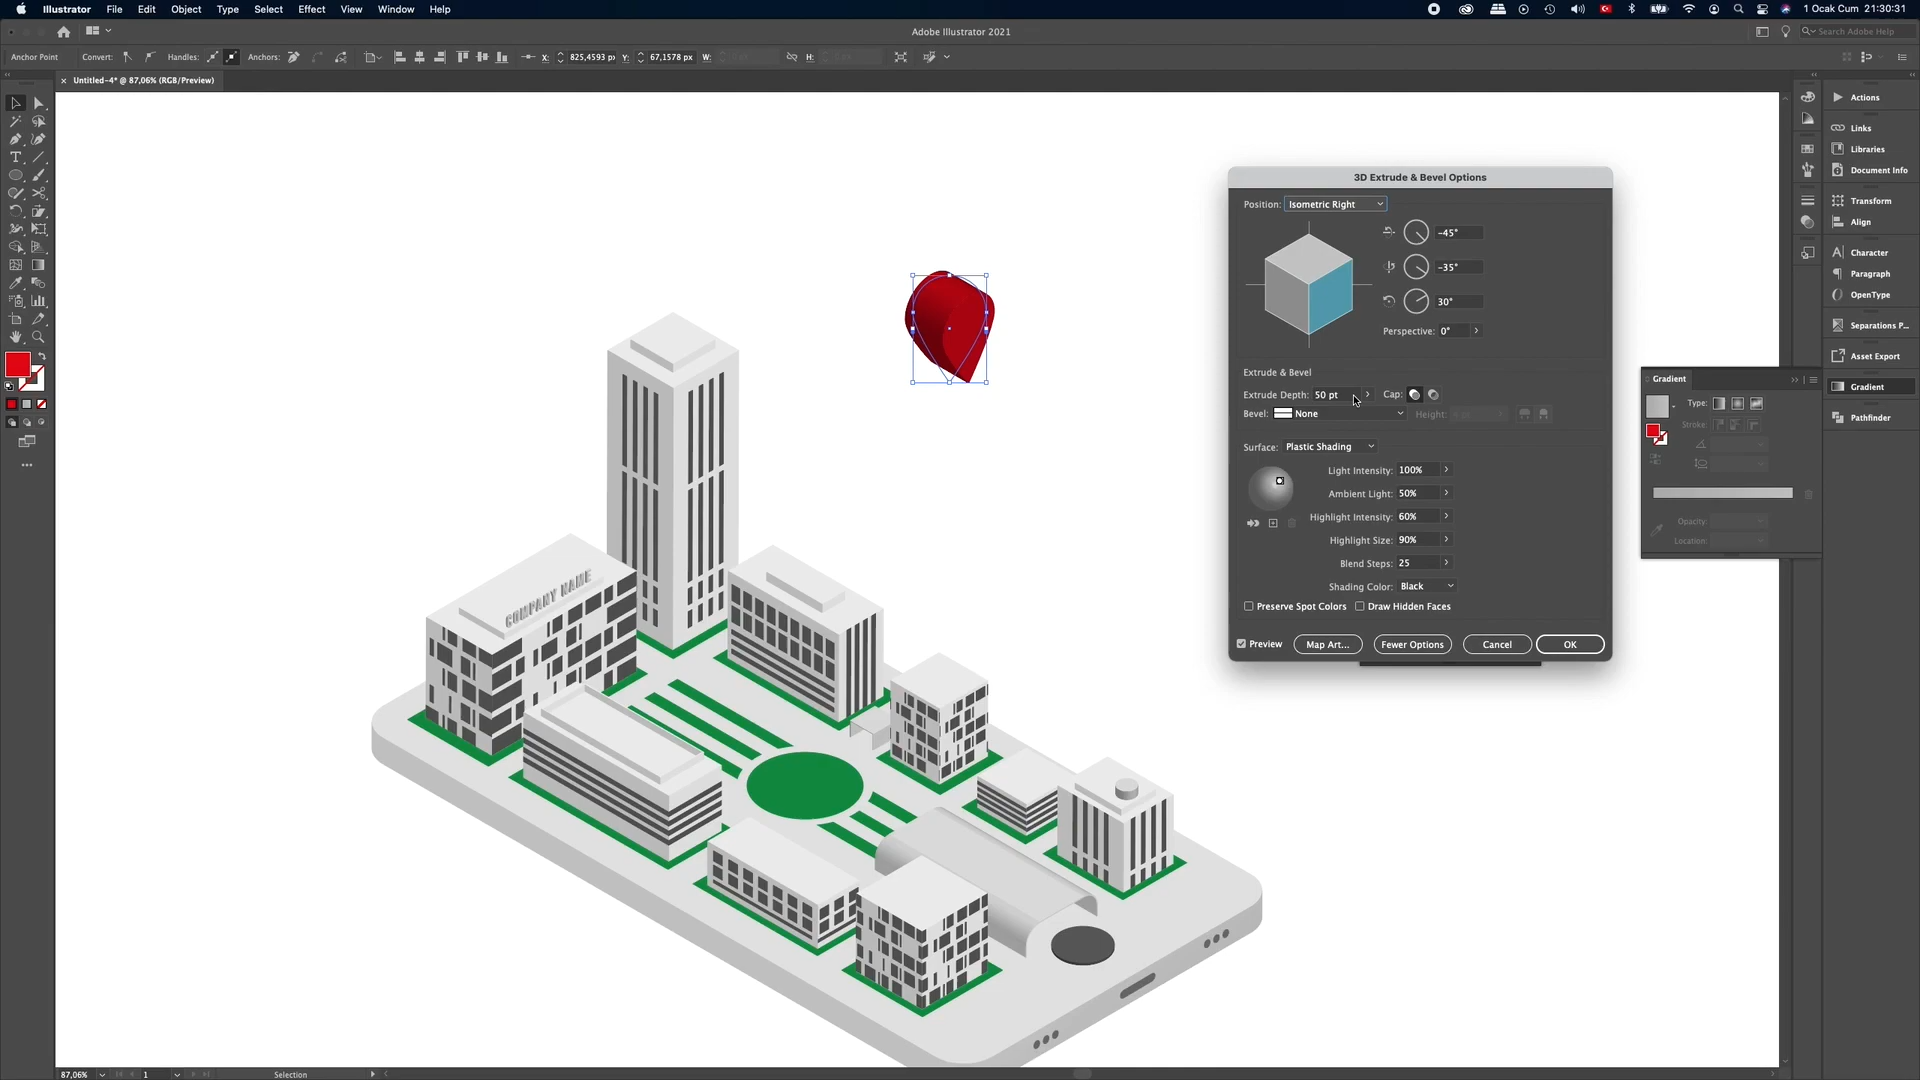 Illustrator File Edit Object Type Select Effect View Window Help
1 Ocak Cum 21:30:31
Adobe Illustrator 2021
Search Adobe Help
Anchor Point Convert: Handles: Anchors: X: 825,4593 px Y: 67,1578 px W: H:
Untitled-4* @ 87,06% (RGB/Preview)
Actions
Links
Libraries
Document Info
Transform
Align
Character
Paragraph
OpenType
Separations P...
Asset Export
Gradient
Pathfinder
3D Extrude & Bevel Options
Position: Isometric Right
-45°
-35°
30°
Perspective: 0°
Extrude & Bevel
Extrude Depth: 50 pt Cap:
Bevel: None Height:
Surface: Plastic Shading
Light Intensity: 100%
Ambient Light: 50%
Highlight Intensity: 60%
Highlight Size: 90%
Blend Steps: 25
Shading Color: Black
Preserve Spot Colors Draw Hidden Faces
Preview Map Art... Fewer Options Cancel OK
Gradient
Type:
Stroke:
Opacity:
Location:
COMPANY NAME
87,06% 1 Selection